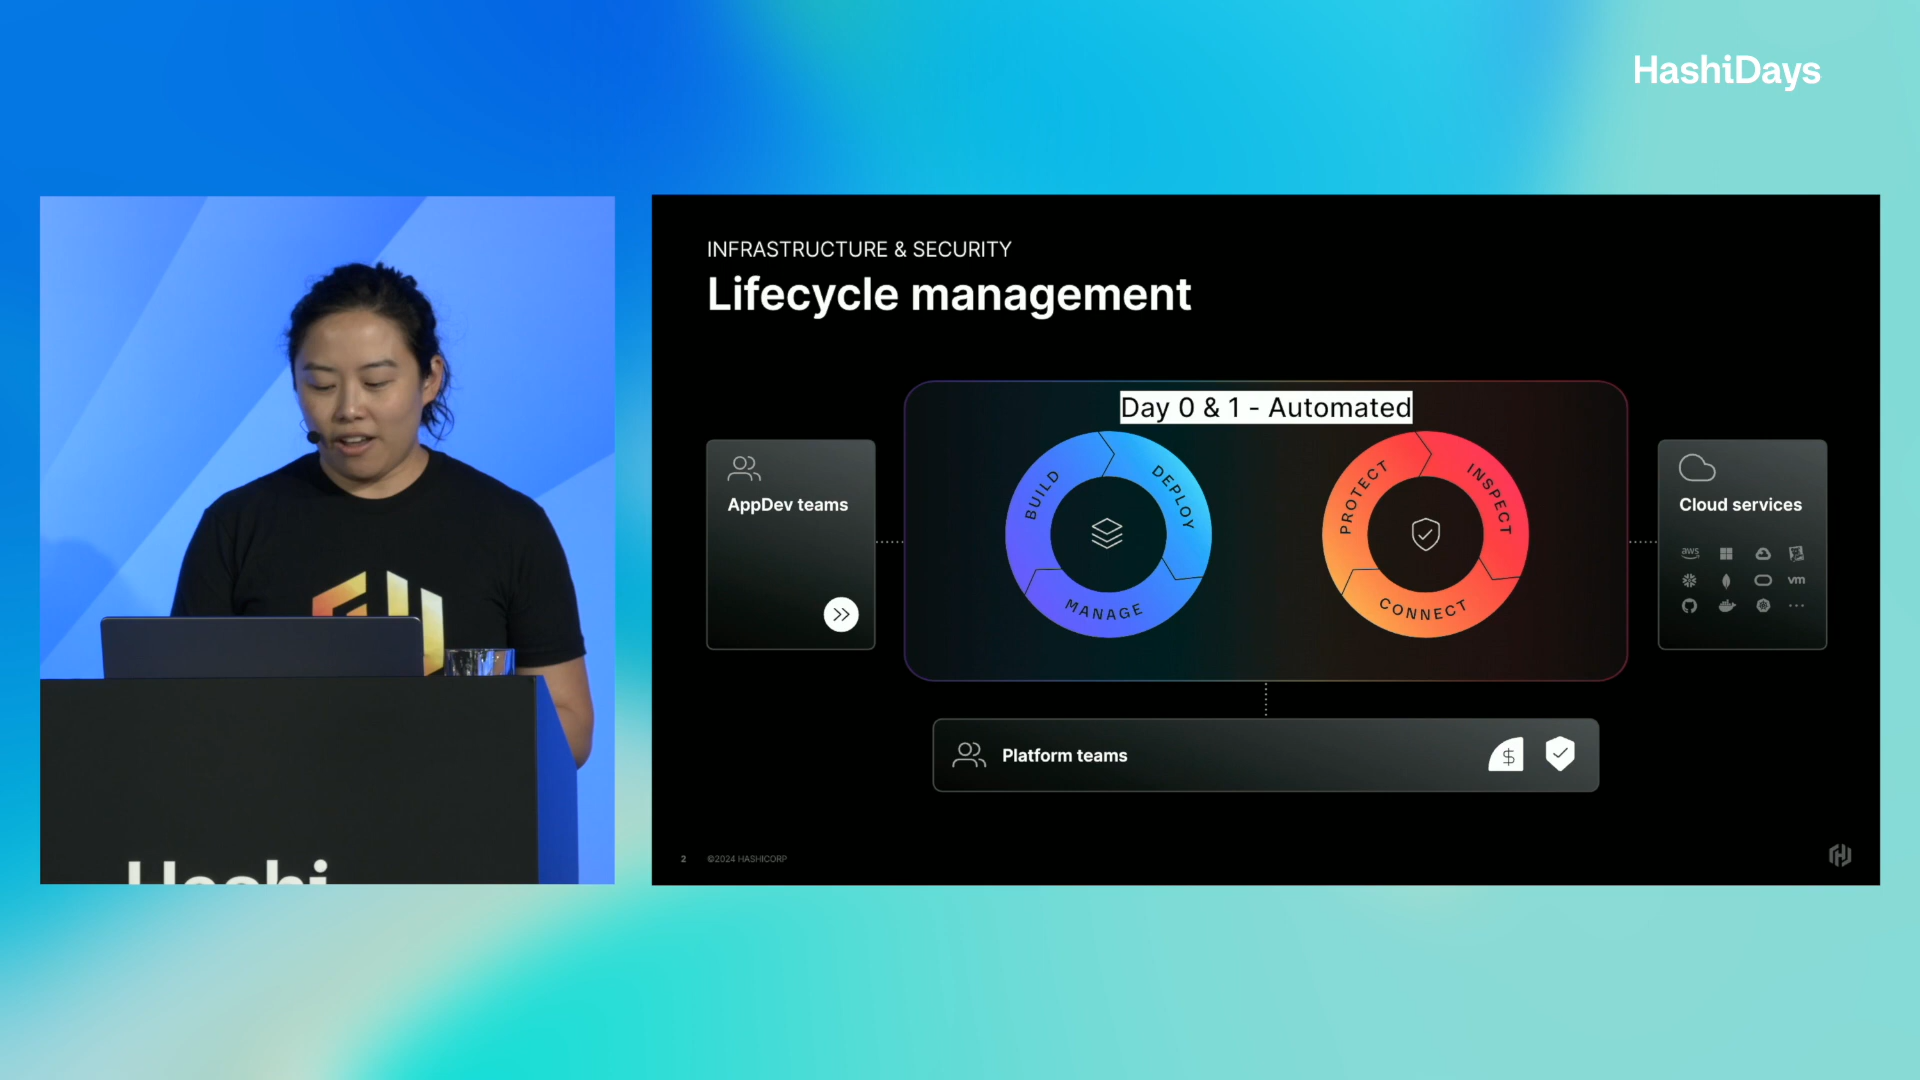 HashiDays
INFRASTRUCTURE & SECURITY
Lifecycle management
Day 0 & 1 - Automated
AppDev teams
BUILD
DEPLOY
MANAGE
PROTECT
INSPECT
CONNECT
Cloud services
aws
vm
Platform teams
$
2
©2024 HASHICORP
Hashi